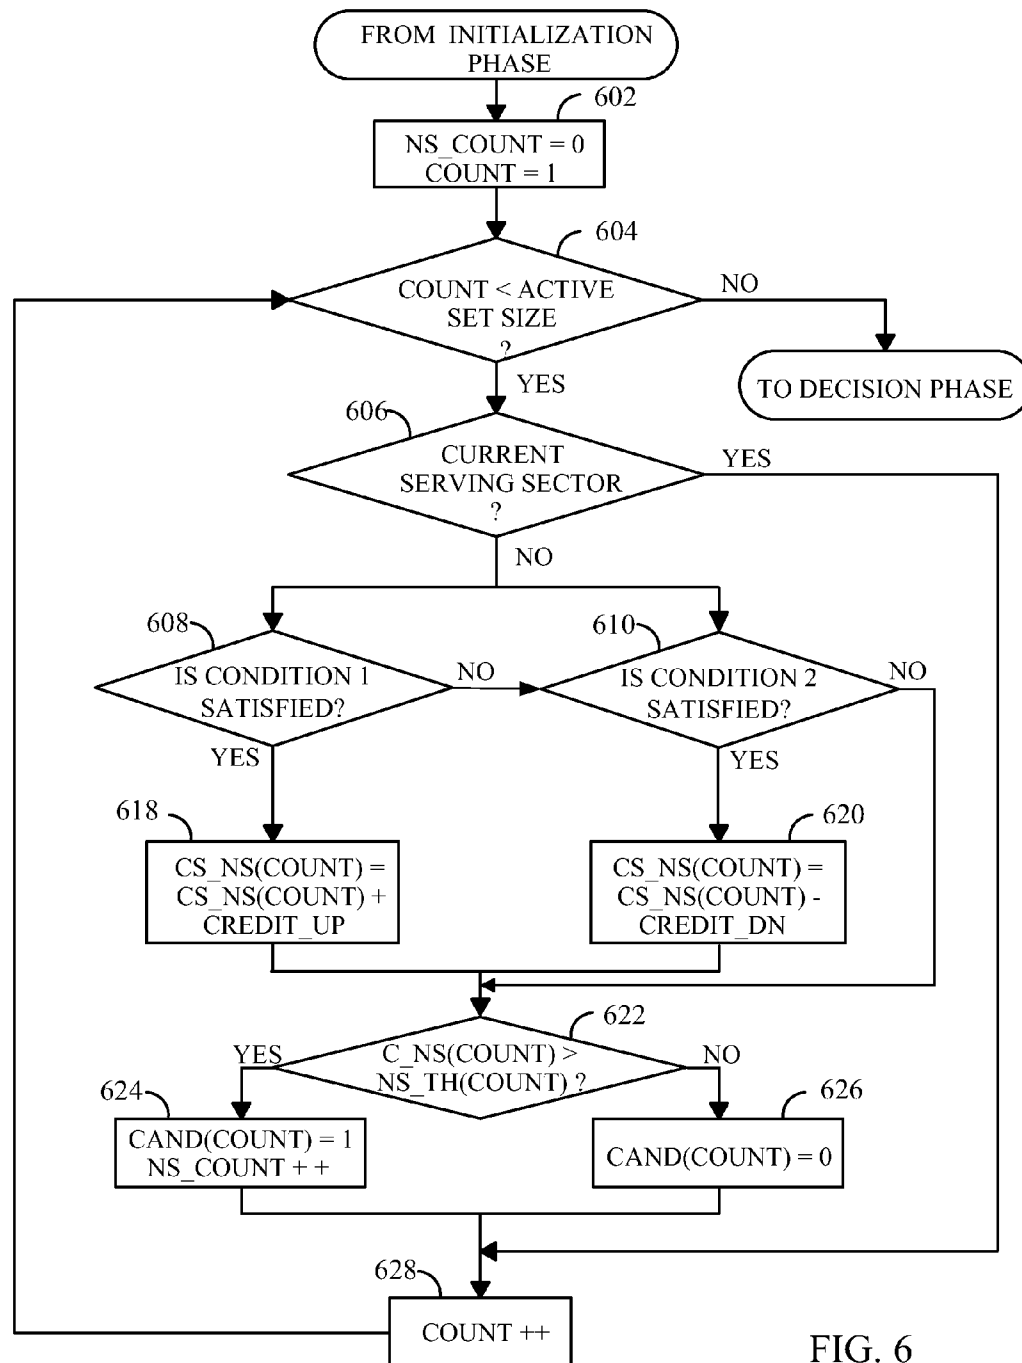 FROM INITIALIZATION
PHASE
602
NS_COUNT = 0
COUNT = 1
604
COUNT < ACTIVE
SET SIZE
?
NO
YES
TO DECISION PHASE
606
CURRENT
SERVING SECTOR
?
YES
NO
608
IS CONDITION 1
SATISFIED?
NO
YES
610
IS CONDITION 2
SATISFIED?
NO
YES
618
CS_NS(COUNT) =
CS_NS(COUNT) +
CREDIT_UP
620
CS_NS(COUNT) =
CS_NS(COUNT) -
CREDIT_DN
622
C_NS(COUNT) >
NS_TH(COUNT) ?
YES
NO
624
CAND(COUNT) = 1
NS_COUNT + +
626
CAND(COUNT) = 0
628
COUNT ++
FIG. 6